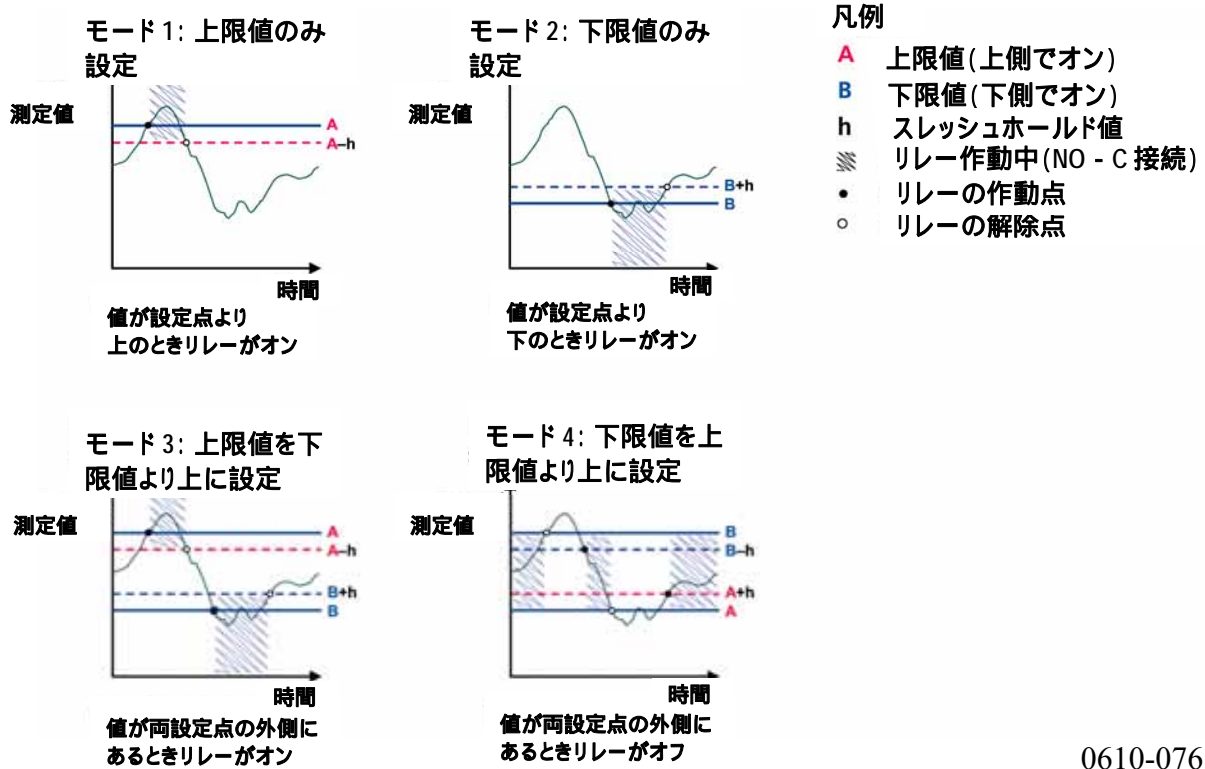 モード 1: 上限値のみ
設定
測定値
A
A–h
時間
値が設定点より
上のときリレーがオン
モード 2: 下限値のみ
設定
測定値
B+h
B
時間
値が設定点より
下のときリレーがオン
凡例
A 上限値(上側でオン)
B 下限値(下側でオン)
h スレッシュホールド値
リレー作動中(NO - C 接続)
リレーの作動点
リレーの解除点
モード 3: 上限値を下
限値より上に設定
測定値
A
A–h
B+h
B
時間
値が両設定点の外側に
あるときリレーがオン
モード 4: 下限値を上
限値より上に設定
測定値
B
B–h
A+h
A
時間
値が両設定点の外側に
あるときリレーがオフ
0610-076